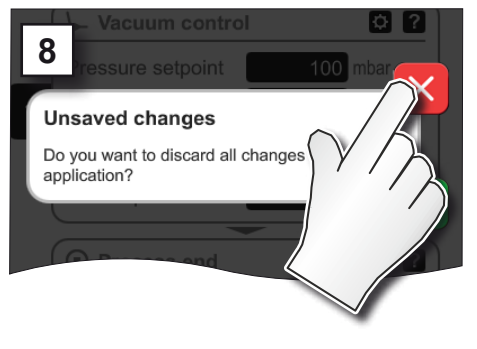 8
Vacuum control
?
Pressure setpoint 100 mbar
Unsaved changes
Do you want to discard all changes
application?